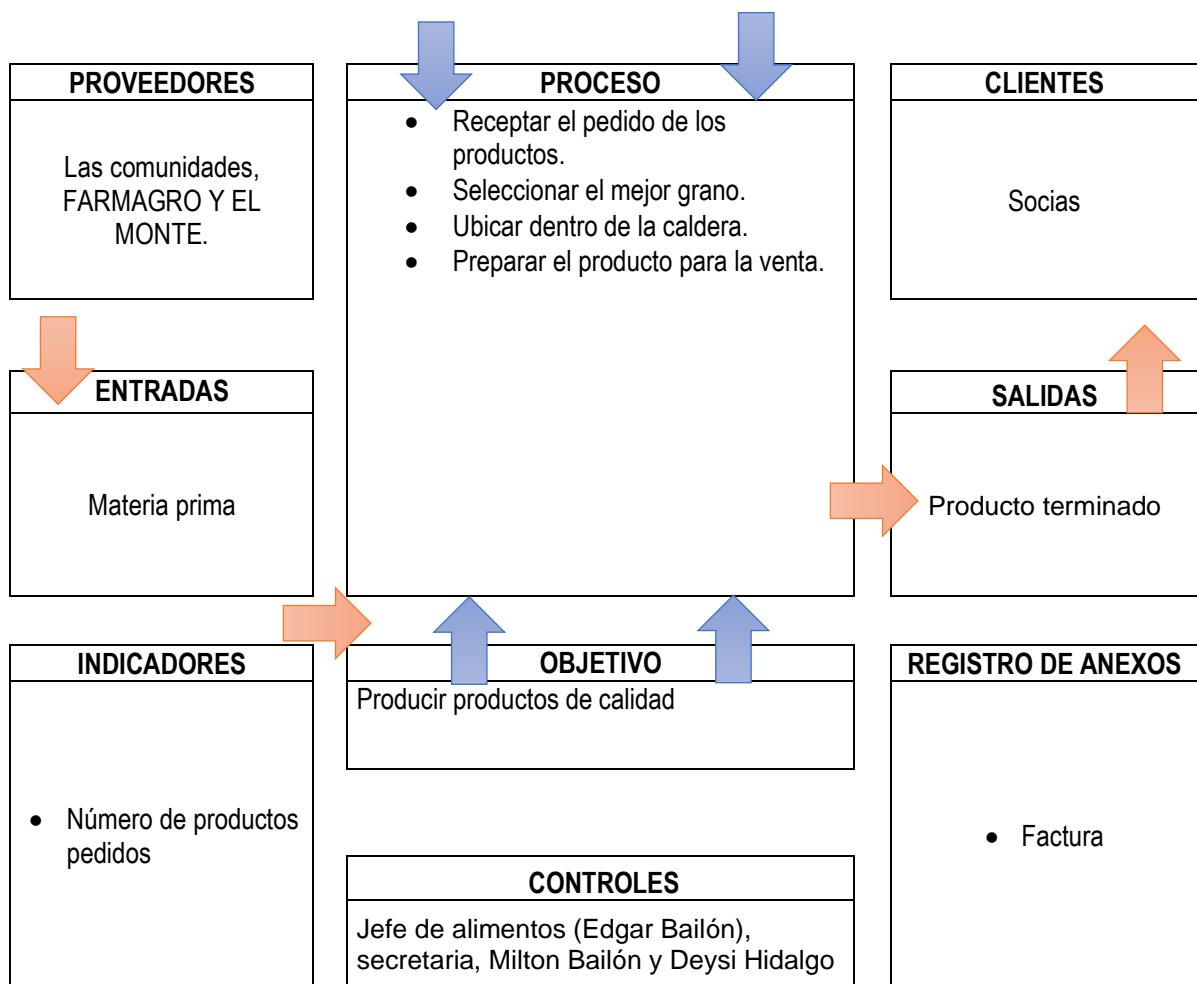 PROVEEDORES
Las comunidades,
FARMAGRO Y EL
MONTE.
PROCESO
• Receptar el pedido de los
productos.
• Seleccionar el mejor grano.
• Ubicar dentro de la caldera.
• Preparar el producto para la venta.
CLIENTES
Socias
ENTRADAS
Materia prima
SALIDAS
Producto terminado
INDICADORES
• Número de productos
pedidos
OBJETIVO
Producir productos de calidad
REGISTRO DE ANEXOS
• Factura
CONTROLES
Jefe de alimentos (Edgar Bailón),
secretaria, Milton Bailón y Deysi Hidalgo